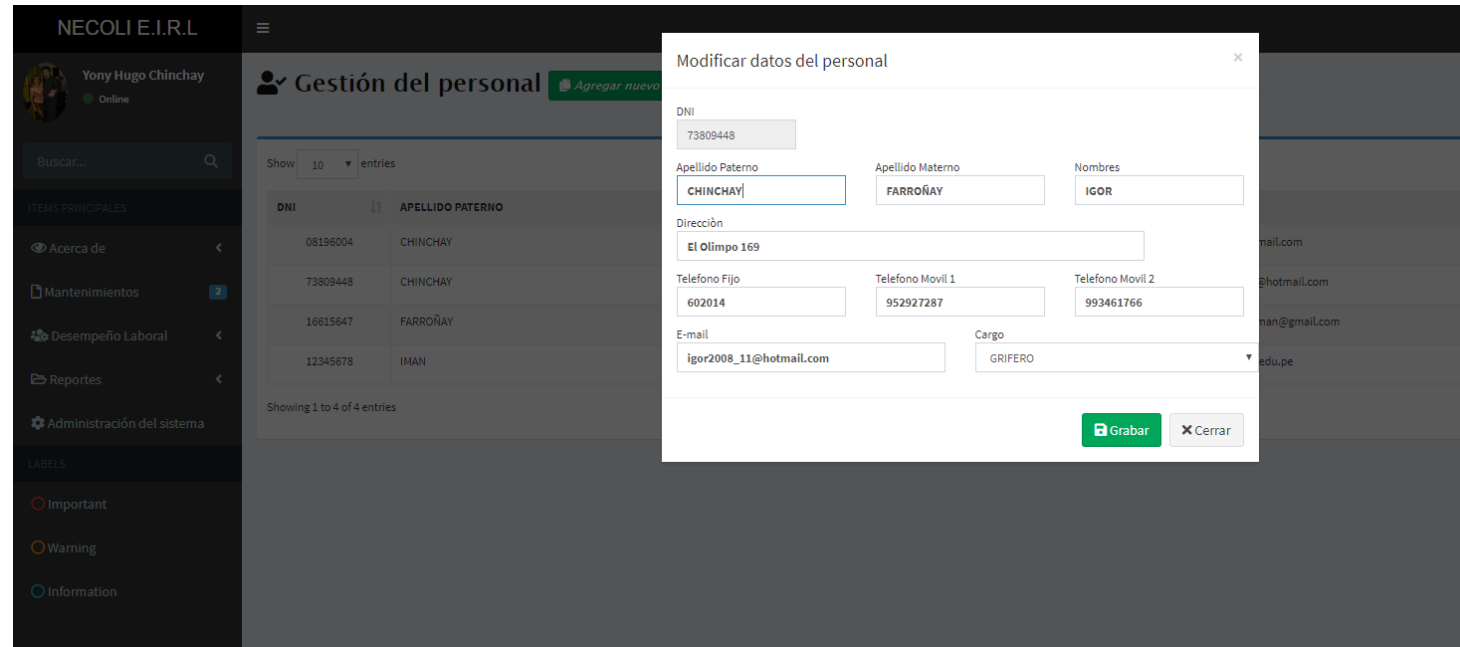 NECOLI E.I.R.L
Yony Hugo Chinchay
Online
Buscar...
ITEMS PRINCIPALES
Acerca de
Mantenimientos 2
Desempeño Laboral
Reportes
Administración del sistema
LABELS
Important
Warning
Information
Gestión del personal Agregar nuevo
Show 10 entries
DNI APELLIDO PATERNO
08196004 CHINCHAY mail.com
73809448 CHINCHAY @hotmail.com
16615647 FARROÑAY man@gmail.com
12345678 IMAN edu.pe
Showing 1 to 4 of 4 entries
Modificar datos del personal ×
DNI
73809448
Apellido Paterno Apellido Materno Nombres
CHINCHAY FARROÑAY IGOR
Direcciòn
El Olimpo 169
Telefono Fijo Telefono Movil 1 Telefono Movil 2
602014 952927287 993461766
E-mail Cargo
igor2008_11@hotmail.com GRIFERO
Grabar Cerrar